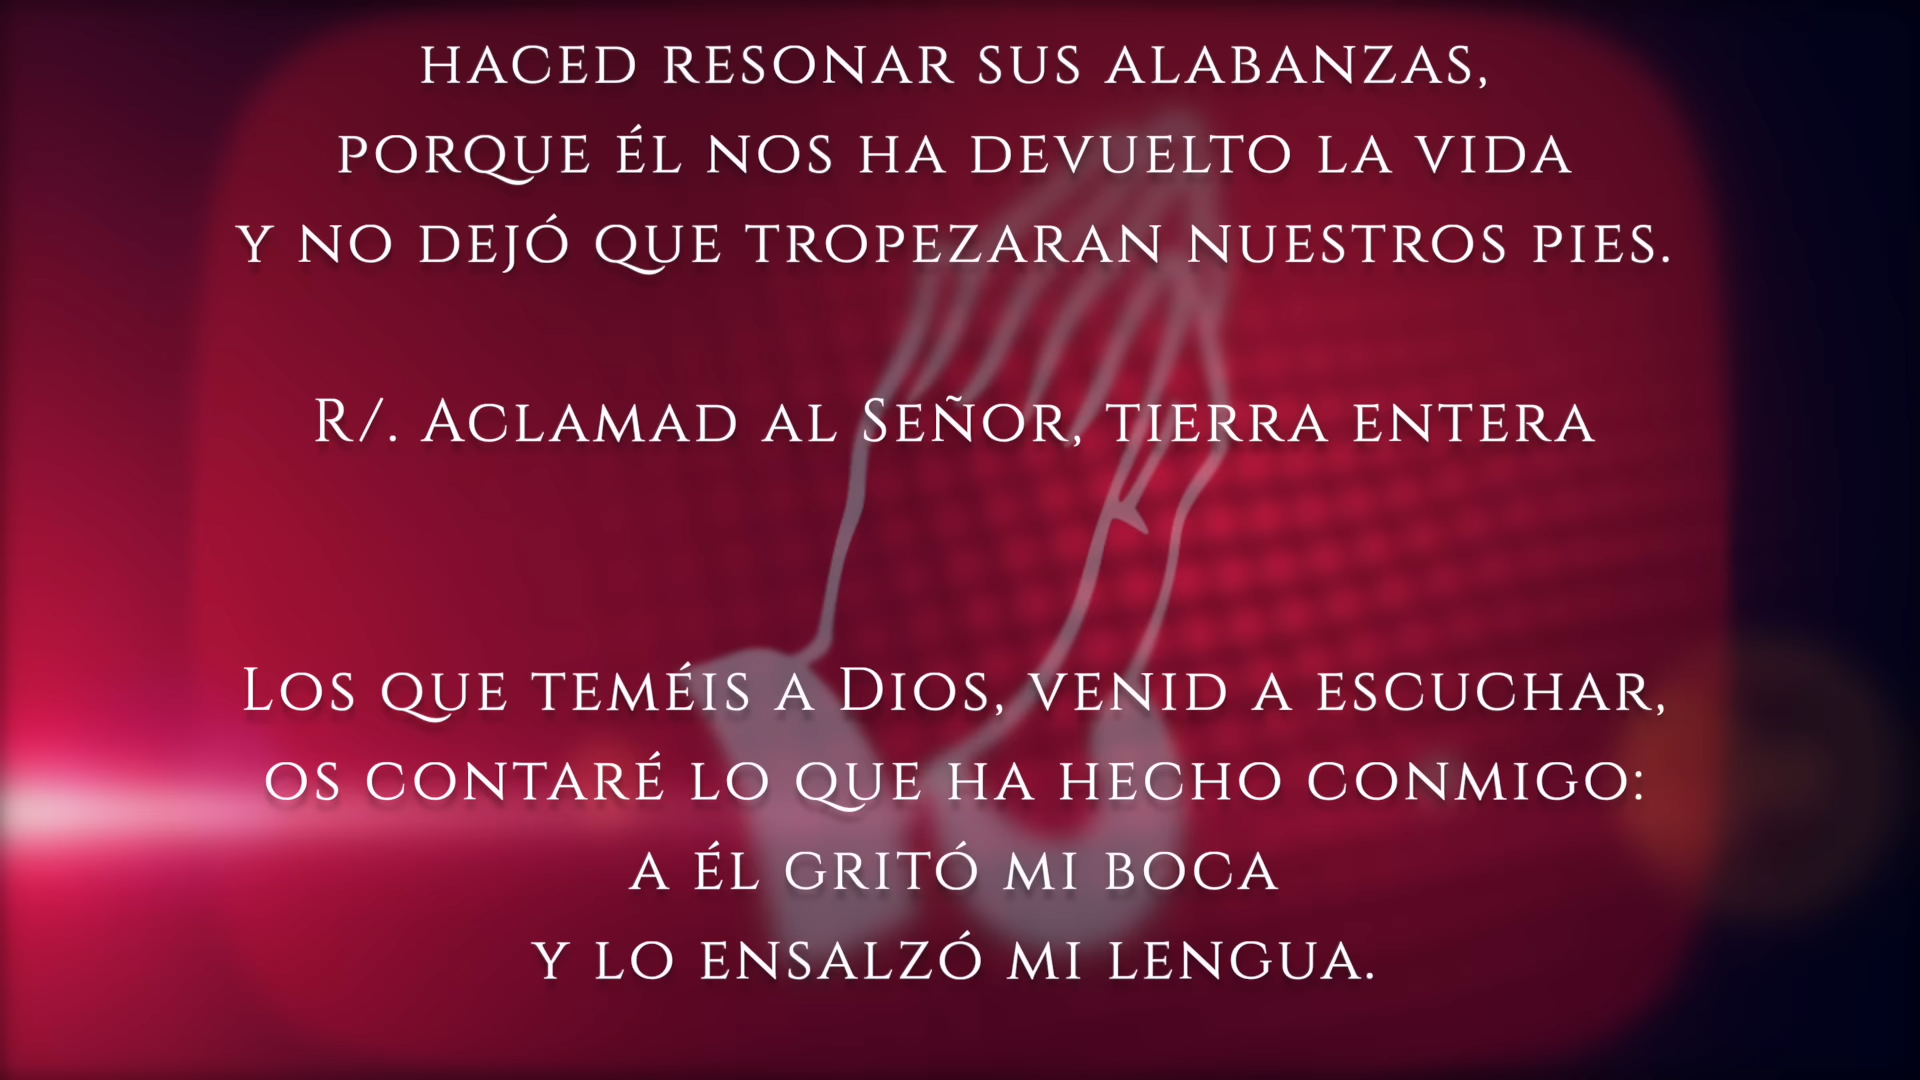 HACED RESONAR SUS ALABANZAS,
PORQUE ÉL NOS HA DEVUELTO LA VIDA
Y NO DEJÓ QUE TROPEZARAN NUESTROS PIES.
R/. ACLAMAD AL SEÑOR, TIERRA ENTERA
LOS QUE TEMÉIS A DIOS, VENID A ESCUCHAR,
OS CONTARÉ LO QUE HA HECHO CONMIGO:
A ÉL GRITÓ MI BOCA
Y LO ENSALZÓ MI LENGUA.